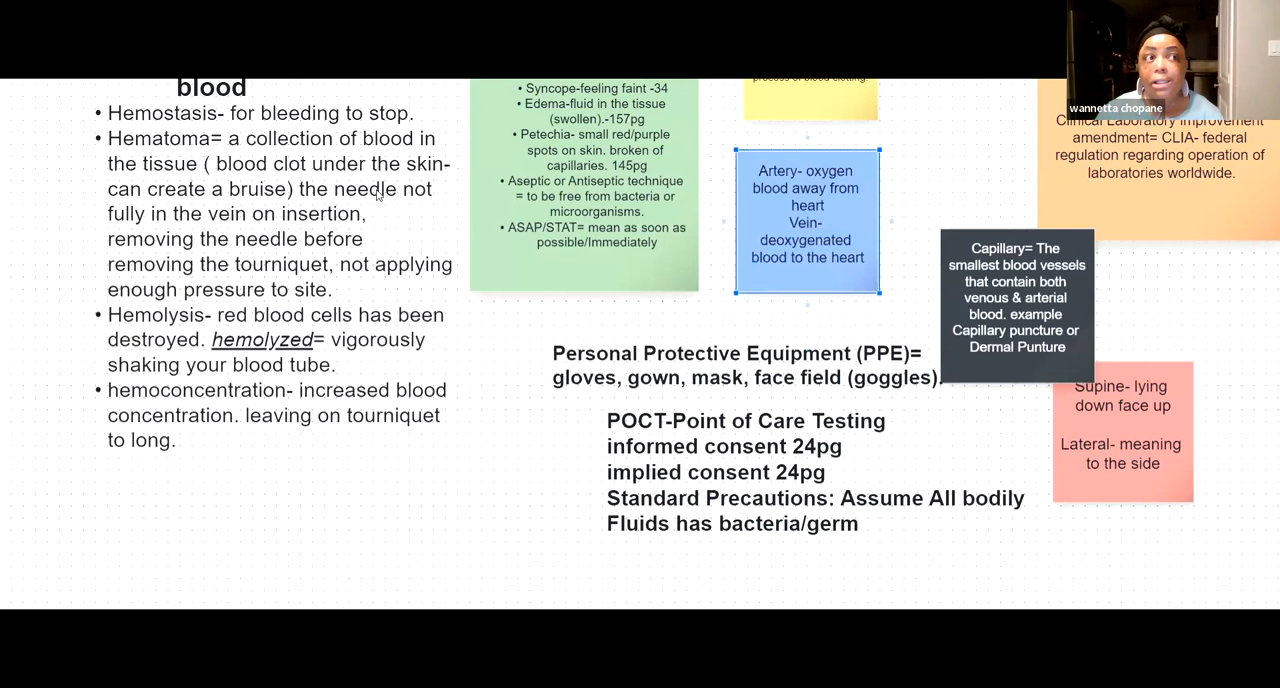 blood
• Hemostasis- for bleeding to stop.
• Hematoma= a collection of blood in
the tissue ( blood clot under the skin-
can create a bruise) the needle not
fully in the vein on insertion,
removing the needle before
removing the tourniquet, not applying
enough pressure to site.
• Hemolysis- red blood cells has been
destroyed. hemolyzed= vigorously
shaking your blood tube.
• hemoconcentration- increased blood
concentration. leaving on tourniquet
to long.
• Syncope-feeling faint -34
• Edema-fluid in the tissue
(swollen).-157pg
• Petechia- small red/purple
spots on skin. broken of
capillaries. 145pg
• Aseptic or Antiseptic technique
= to be free from bacteria or
microorganisms.
• ASAP/STAT= mean as soon as
possible/Immediately
process of blood clotting
Artery- oxygen
blood away from
heart
Vein-
deoxygenated
blood to the heart
wannetta chopane
Clinical Laboratory improvement
amendment= CLIA- federal
regulation regarding operation of
laboratories worldwide.
Capillary= The
smallest blood vessels
that contain both
venous & arterial
blood. example
Capillary puncture or
Dermal Punture
Personal Protective Equipment (PPE)=
gloves, gown, mask, face field (goggles).
POCT-Point of Care Testing
informed consent 24pg
implied consent 24pg
Standard Precautions: Assume All bodily
Fluids has bacteria/germ
Supine- lying
down face up
Lateral- meaning
to the side